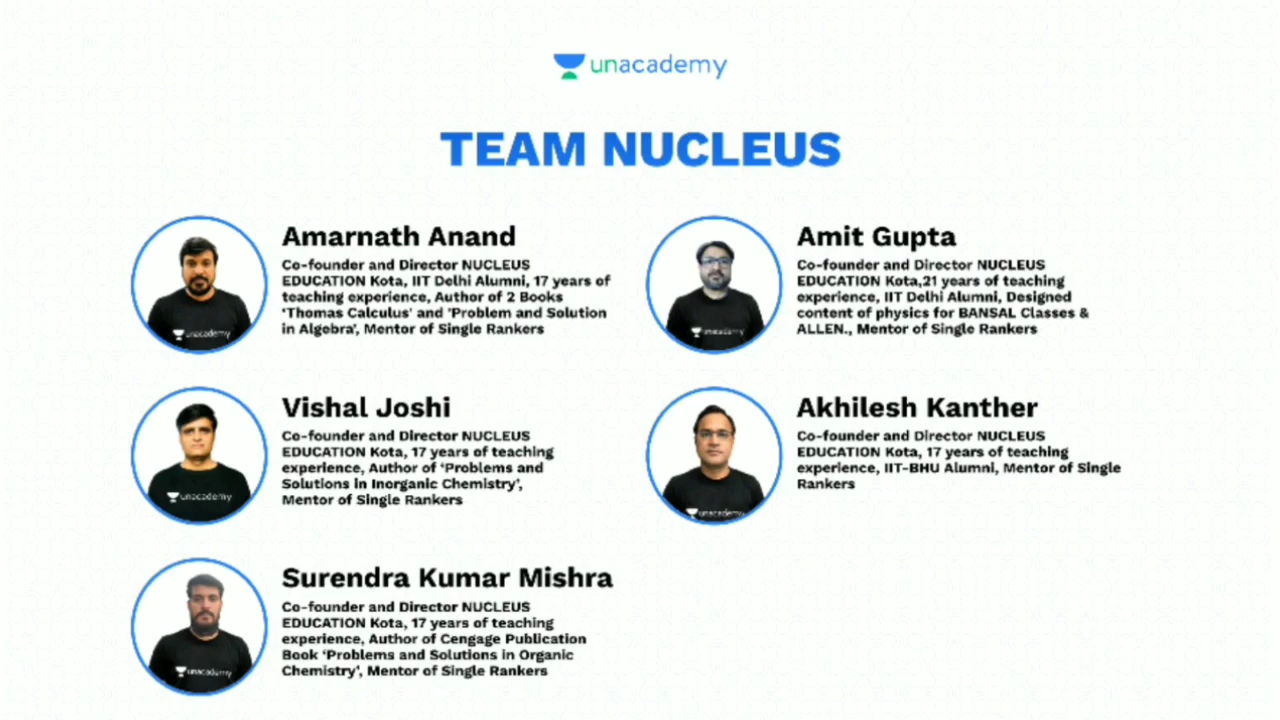 unacademy
TEAM NUCLEUS
Amarnath Anand
Co-founder and Director NUCLEUS
EDUCATION Kota, IIT Delhi Alumni, 17 years of
teaching experience, Author of 2 Books
‘Thomas Calculus’ and ‘Problem and Solution
in Algebra’, Mentor of Single Rankers
unacademy
Amit Gupta
Co-founder and Director NUCLEUS
EDUCATION Kota,21 years of teaching
experience, IIT Delhi Alumni, Designed
content of physics for BANSAL Classes &
ALLEN., Mentor of Single Rankers
unacademy
Vishal Joshi
Co-founder and Director NUCLEUS
EDUCATION Kota, 17 years of teaching
experience, Author of ‘Problems and
Solutions in Inorganic Chemistry’,
Mentor of Single Rankers
unacademy
Akhilesh Kanther
Co-founder and Director NUCLEUS
EDUCATION Kota, 17 years of teaching
experience, IIT-BHU Alumni, Mentor of Single
Rankers
unacademy
Surendra Kumar Mishra
Co-founder and Director NUCLEUS
EDUCATION Kota, 17 years of teaching
experience, Author of Cengage Publication
Book ‘Problems and Solutions in Organic
Chemistry’, Mentor of Single Rankers
unacademy